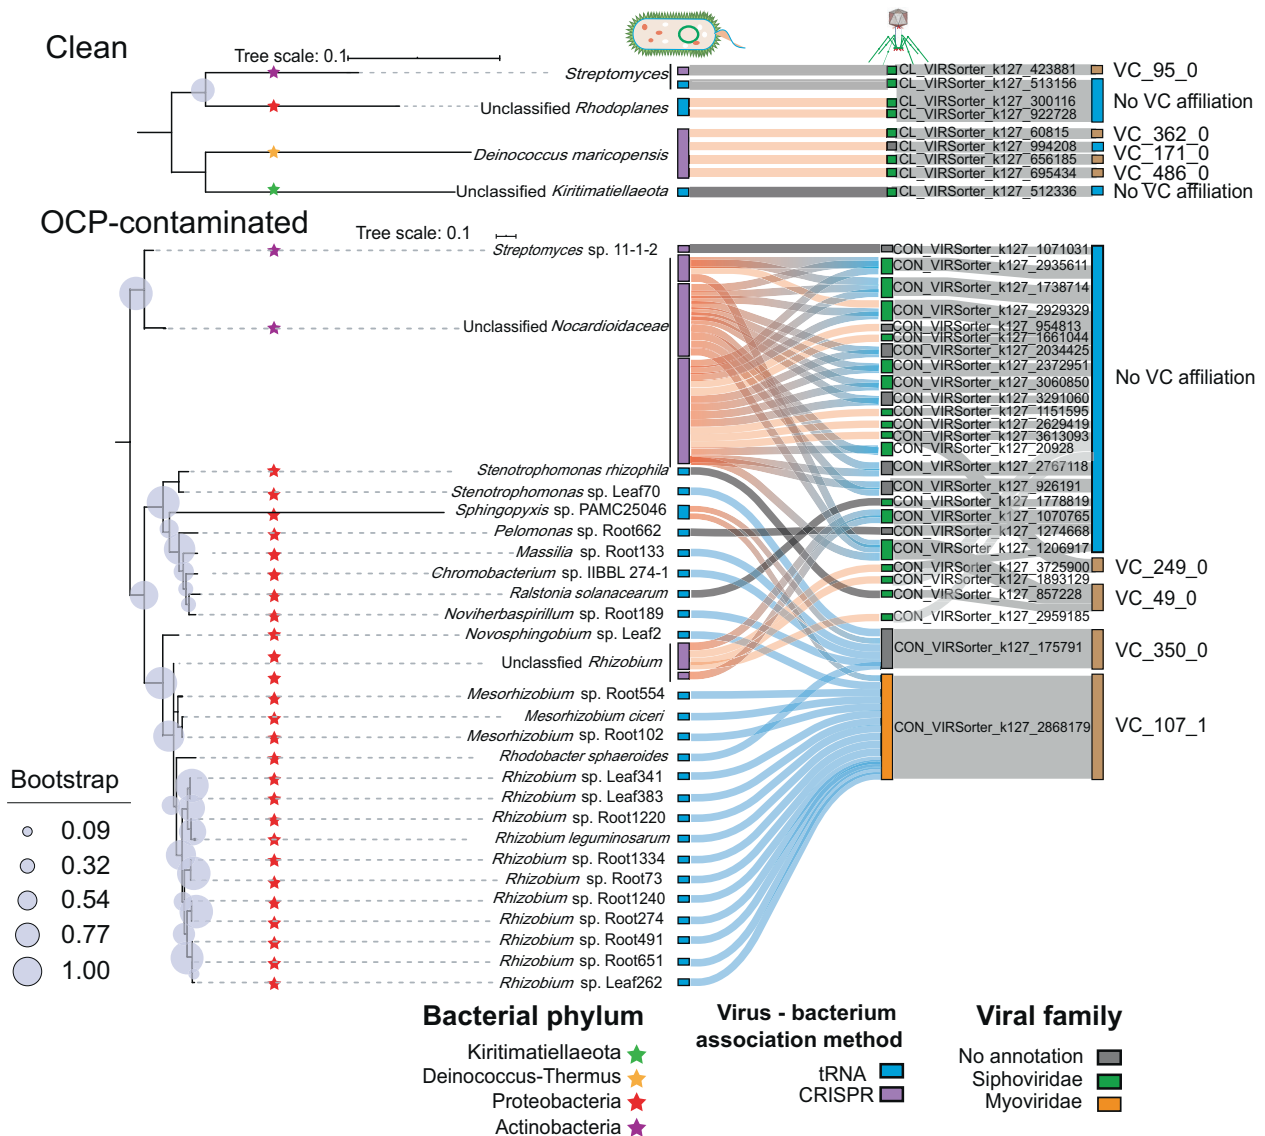 Clean
Tree scale: 0.1
Streptomyces
Unclassified Rhodoplanes
Deinococcus maricopensis
Unclassified Kiritimatiellaeota
CL_VIRSorter_k127_423881
CL_VIRSorter_k127_513156
CL_VIRSorter_k127_300116
CL_VIRSorter_k127_922728
CL_VIRSorter_k127_60815
CL_VIRSorter_k127_994208
CL_VIRSorter_k127_656185
CL_VIRSorter_k127_695434
CL_VIRSorter_k127_512336
VC_95_0
No VC affiliation
VC_362_0
VC_171_0
VC_486_0
No VC affiliation
OCP-contaminated
Tree scale: 0.1
Streptomyces sp. 11-1-2
Unclassified Nocardioidaceae
Stenotrophomonas rhizophila
Stenotrophomonas sp. Leaf70
Sphingopyxis sp. PAMC25046
Pelomonas sp. Root662
Massilia sp. Root133
Chromobacterium sp. IIBBL 274-1
Ralstonia solanacearum
Noviherbaspirillum sp. Root189
Novosphingobium sp. Leaf2
Unclassfied Rhizobium
Mesorhizobium sp. Root554
Mesorhizobium ciceri
Mesorhizobium sp. Root102
Rhodobacter sphaeroides
Rhizobium sp. Leaf341
Rhizobium sp. Leaf383
Rhizobium sp. Root1220
Rhizobium leguminosarum
Rhizobium sp. Root1334
Rhizobium sp. Root73
Rhizobium sp. Root1240
Rhizobium sp. Root274
Rhizobium sp. Root491
Rhizobium sp. Root651
Rhizobium sp. Leaf262
CON_VIRSorter_k127_1071031
CON_VIRSorter_k127_2935611
CON_VIRSorter_k127_1738714
CON_VIRSorter_k127_2929329
CON_VIRSorter_k127_954813
CON_VIRSorter_k127_1661044
CON_VIRSorter_k127_2034425
CON_VIRSorter_k127_2372951
CON_VIRSorter_k127_3060850
CON_VIRSorter_k127_3291060
CON_VIRSorter_k127_1151595
CON_VIRSorter_k127_2629419
CON_VIRSorter_k127_3613093
CON_VIRSorter_k127_20928
CON_VIRSorter_k127_2767118
CON_VIRSorter_k127_926191
CON_VIRSorter_k127_1778819
CON_VIRSorter_k127_1070765
CON_VIRSorter_k127_1274668
CON_VIRSorter_k127_1206917
CON_VIRSorter_k127_3725900
CON_VIRSorter_k127_1893129
CON_VIRSorter_k127_857228
CON_VIRSorter_k127_2959185
CON_VIRSorter_k127_175791
CON_VIRSorter_k127_2868179
No VC affiliation
VC_249_0
VC_49_0
VC_350_0
VC_107_1
Bootstrap
0.09
0.32
0.54
0.77
1.00
Bacterial phylum
Kiritimatiellaeota
Deinococcus-Thermus
Proteobacteria
Actinobacteria
Virus - bacterium
association method
tRNA
CRISPR
Viral family
No annotation
Siphoviridae
Myoviridae